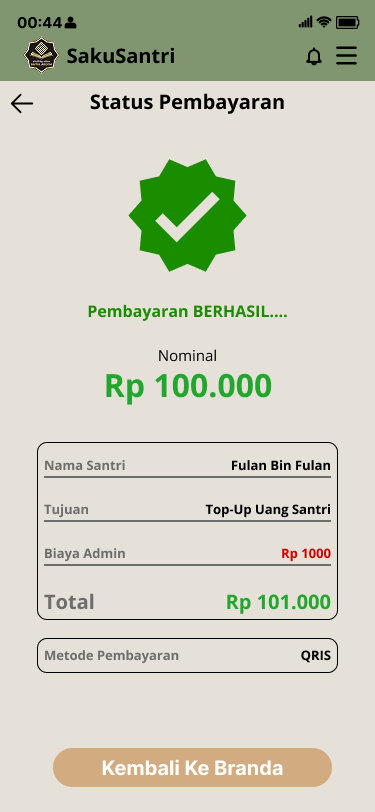 00:44
SakuSantri
Status Pembayaran
Pembayaran BERHASIL....
Nominal
Rp 100.000
Nama Santri Fulan Bin Fulan
Tujuan Top-Up Uang Santri
Biaya Admin Rp 1000
Total Rp 101.000
Metode Pembayaran QRIS
Kembali Ke Branda